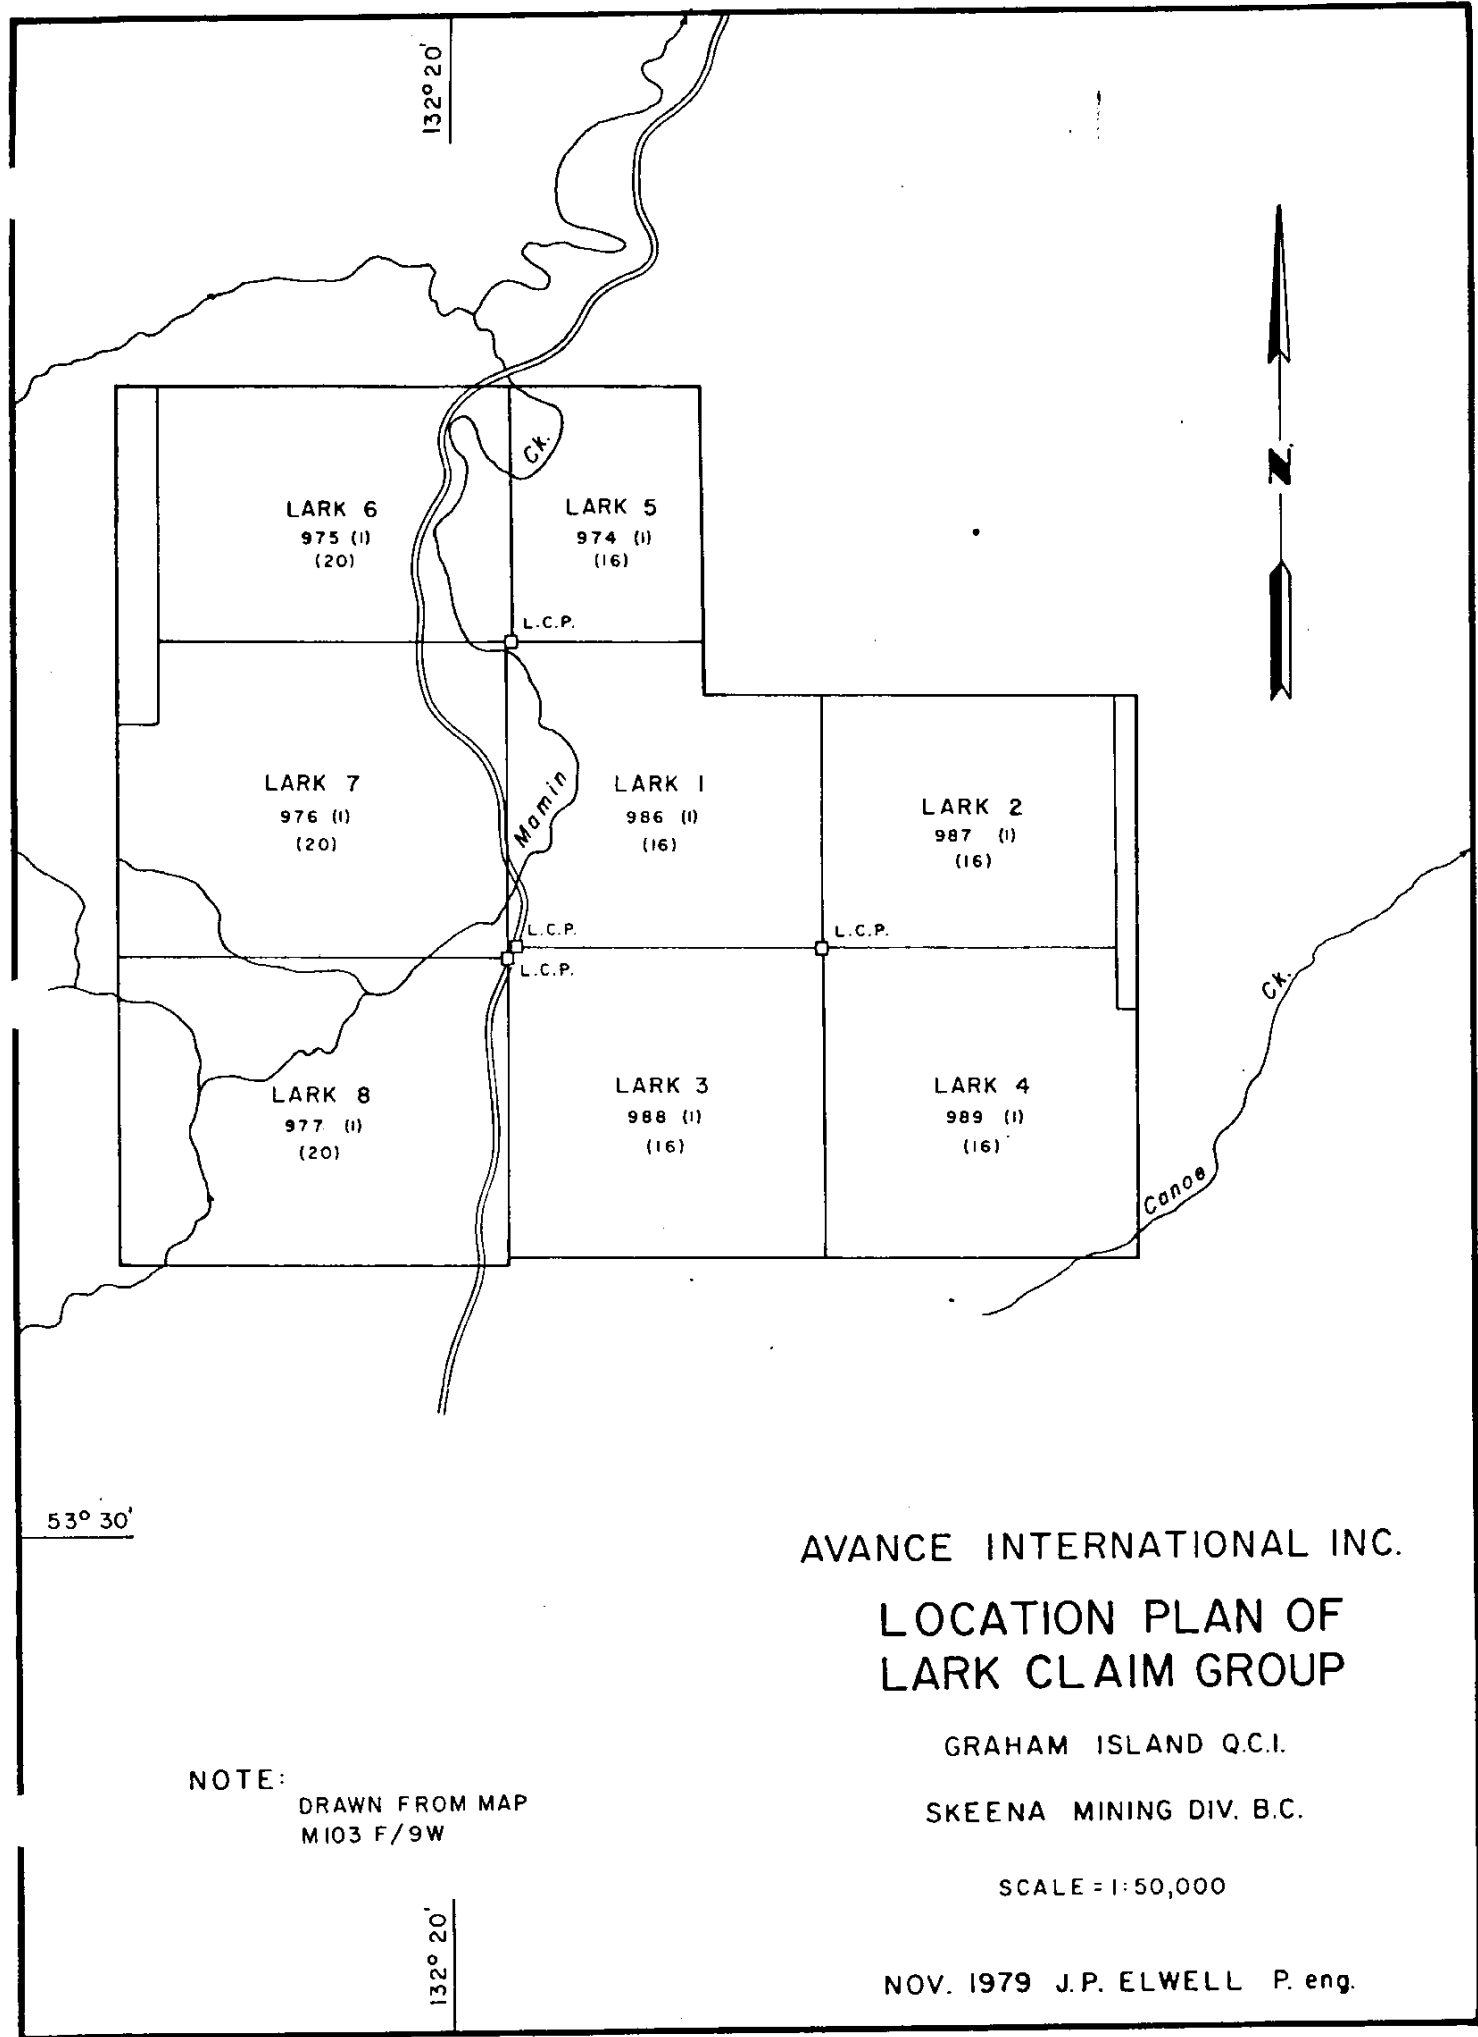 132° 20'
Ck.
LARK 6
975 (1)
(20)
LARK 5
974 (1)
(16)
N
L.C.P.
LARK 7
976 (1)
(20)
Mamin
LARK 1
986 (1)
(16)
LARK 2
987 (1)
(16)
L.C.P.
L.C.P.
L.C.P.
Ck.
LARK 8
977 (1)
(20)
LARK 3
988 (1)
(16)
LARK 4
989 (1)
(16)
Canoe
53° 30'
AVANCE INTERNATIONAL INC.
LOCATION PLAN OF
LARK CLAIM GROUP
GRAHAM ISLAND Q.C.I.
SKEENA MINING DIV. B.C.
SCALE = 1:50,000
NOV. 1979 J.P. ELWELL P. eng.
NOTE:
DRAWN FROM MAP
M103 F/9W
132° 20'